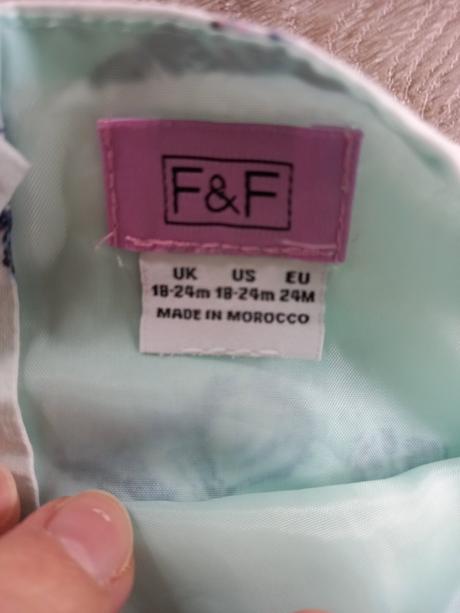 F&F
UK US EU
18-24m 18-24m 24M
MADE IN MOROCCO